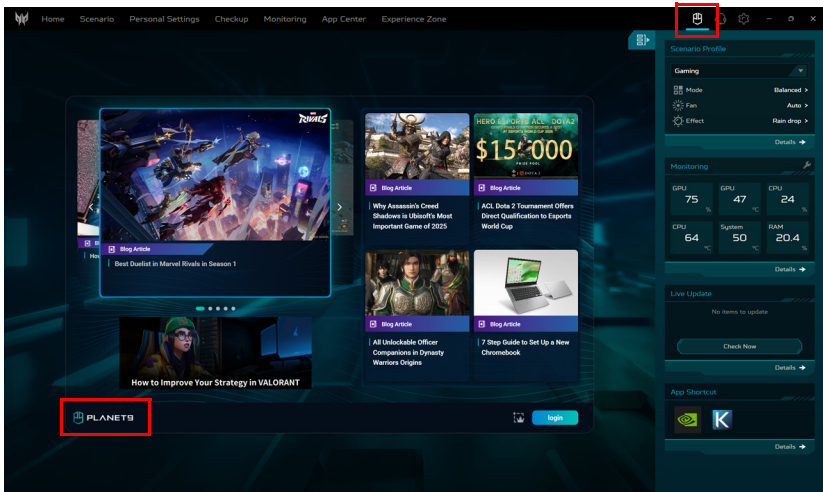 Home Scenario Personal Settings Checkup Monitoring App Center Experience Zone
RIVALS
Blog Article
Best Duelist in Marvel Rivals in Season 1
How to Improve Your Strategy in VALORANT
Blog Article
Why Assassin's Creed
Shadows is Ubisoft's Most
Important Game of 2025
HERO ESPORTS ACL DOTA2
PRIZE POOL
Blog Article
ACL Dota 2 Tournament Offers
Direct Qualification to Esports
World Cup
Blog Article
All Unlockable Officer
Companions in Dynasty
Warriors Origins
Blog Article
7 Step Guide to Set Up a New
Chromebook
PLANET9
login
Scenario Profile
Gaming
Mode Balanced >
Fan Auto >
Effect Rain drop >
Details →
Monitoring
GPU GPU CPU
75 % 47 °C 24 %
CPU System RAM
64 °C 50 °C 20.4 %
Details →
Live Update
No items to update
Check Now
Details →
App Shortcut
K
Details →